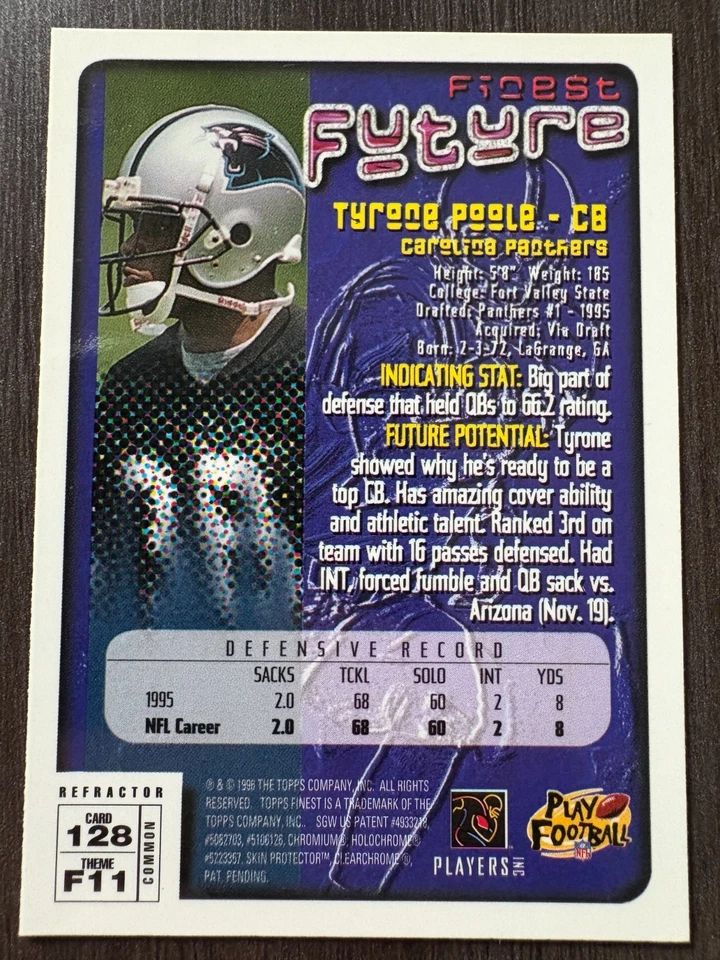 Finest
Future
Tyrone Poole - CB
Carolina Panthers
Height: 5'8" Weight: 185
College: Fort Valley State
Drafted: Panthers #1 - 1995
Acquired: Via Draft
Born: 2-3-72, LaGrange, GA
INDICATING STAT: Big part of
defense that held QBs to 66.2 rating.
FUTURE POTENTIAL: Tyrone
showed why he's ready to be a
top CB. Has amazing cover ability
and athletic talent. Ranked 3rd on
team with 16 passes defensed. Had
INT, forced fumble and QB sack vs.
Arizona (Nov. 19).
DEFENSIVE RECORD
SACKS TCKL SOLO INT YDS
1995 2.0 68 60 2 8
NFL Career 2.0 68 60 2 8
REFRACTOR
CARD
128
THEME
F11
COMMON
℗ & © 1996 THE TOPPS COMPANY, INC. ALL RIGHTS
RESERVED. TOPPS FINEST IS A TRADEMARK OF THE
TOPPS COMPANY, INC. SGW US PATENT #4933218,
#5082703, #5106126, CHROMIUM®, HOLOCHROME®
#5223357, SKIN PROTECTOR™, CLEARCHROME®,
PAT. PENDING.
PLAYERS INC
PLAY
FOOTBALL
NFL